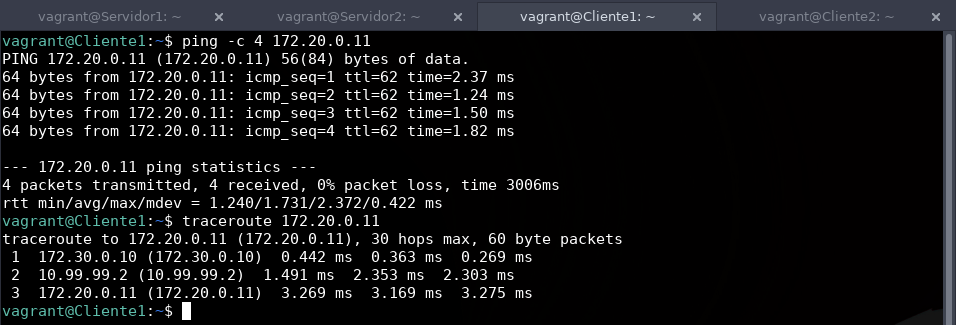 vagrant@Servidor1: ~ × vagrant@Servidor2: ~ × vagrant@Cliente1: ~ × vagrant@Cliente2: ~ ×
vagrant@Cliente1:~$ ping -c 4 172.20.0.11
PING 172.20.0.11 (172.20.0.11) 56(84) bytes of data.
64 bytes from 172.20.0.11: icmp_seq=1 ttl=62 time=2.37 ms
64 bytes from 172.20.0.11: icmp_seq=2 ttl=62 time=1.24 ms
64 bytes from 172.20.0.11: icmp_seq=3 ttl=62 time=1.50 ms
64 bytes from 172.20.0.11: icmp_seq=4 ttl=62 time=1.82 ms
--- 172.20.0.11 ping statistics ---
4 packets transmitted, 4 received, 0% packet loss, time 3006ms
rtt min/avg/max/mdev = 1.240/1.731/2.372/0.422 ms
vagrant@Cliente1:~$ traceroute 172.20.0.11
traceroute to 172.20.0.11 (172.20.0.11), 30 hops max, 60 byte packets
 1  172.30.0.10 (172.30.0.10)  0.442 ms  0.363 ms  0.269 ms
 2  10.99.99.2 (10.99.99.2)  1.491 ms  2.353 ms  2.303 ms
 3  172.20.0.11 (172.20.0.11)  3.269 ms  3.169 ms  3.275 ms
vagrant@Cliente1:~$